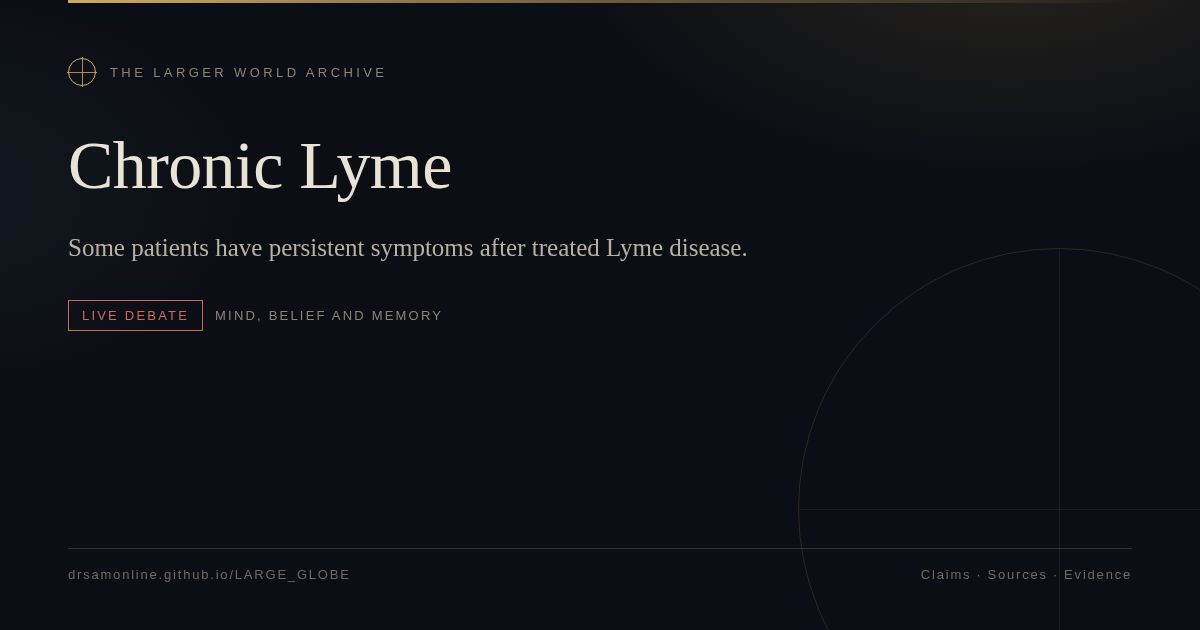 THE LARGER WORLD ARCHIVE
Chronic Lyme
Some patients have persistent symptoms after treated Lyme disease.
LIVE DEBATE MIND, BELIEF AND MEMORY
drsamonline.github.io/LARGE_GLOBE Claims · Sources · Evidence